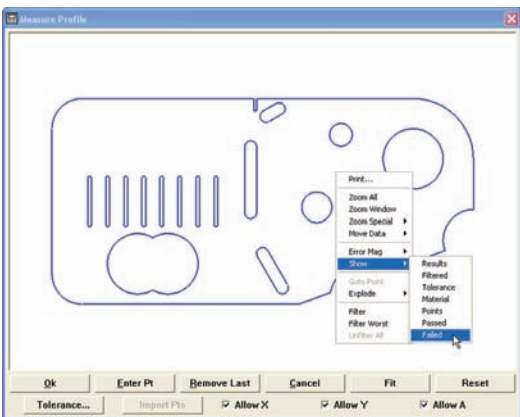 Measure Profile
Print...
Zoom All
Zoom Window
Zoom Special
Move Data
Error Mag
Show
Goto Point
Explode
Filter
Filter Worst
Unfilter All
Results
Filtered
Tolerance
Material
Points
Passed
Failed
Ok Enter Pt Remove Last Cancel Fit Reset
Tolerance... Import Pts Allow X Allow Y Allow A